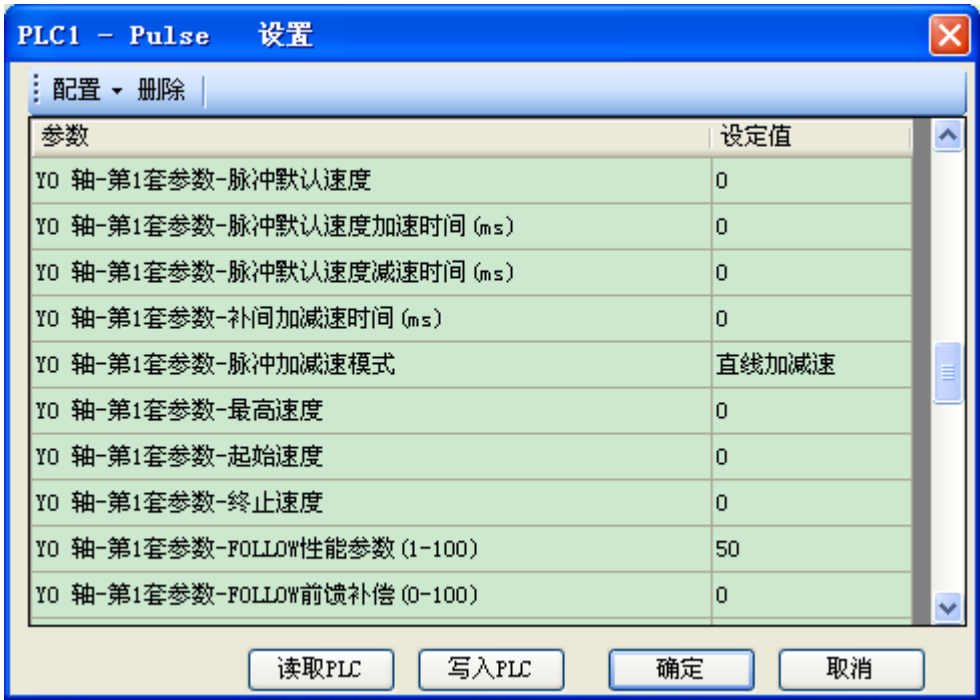 PLC1 - Pulse 设置
配置 删除
参数 设定值
Y0 轴-第1套参数-脉冲默认速度 0
Y0 轴-第1套参数-脉冲默认速度加速时间(ms) 0
Y0 轴-第1套参数-脉冲默认速度减速时间(ms) 0
Y0 轴-第1套参数-补间加减速时间(ms) 0
Y0 轴-第1套参数-脉冲加减速模式 直线加减速
Y0 轴-第1套参数-最高速度 0
Y0 轴-第1套参数-起始速度 0
Y0 轴-第1套参数-终止速度 0
Y0 轴-第1套参数-FOLLOW性能参数(1-100) 50
Y0 轴-第1套参数-FOLLOW前馈补偿(0-100) 0
读取PLC 写入PLC 确定 取消